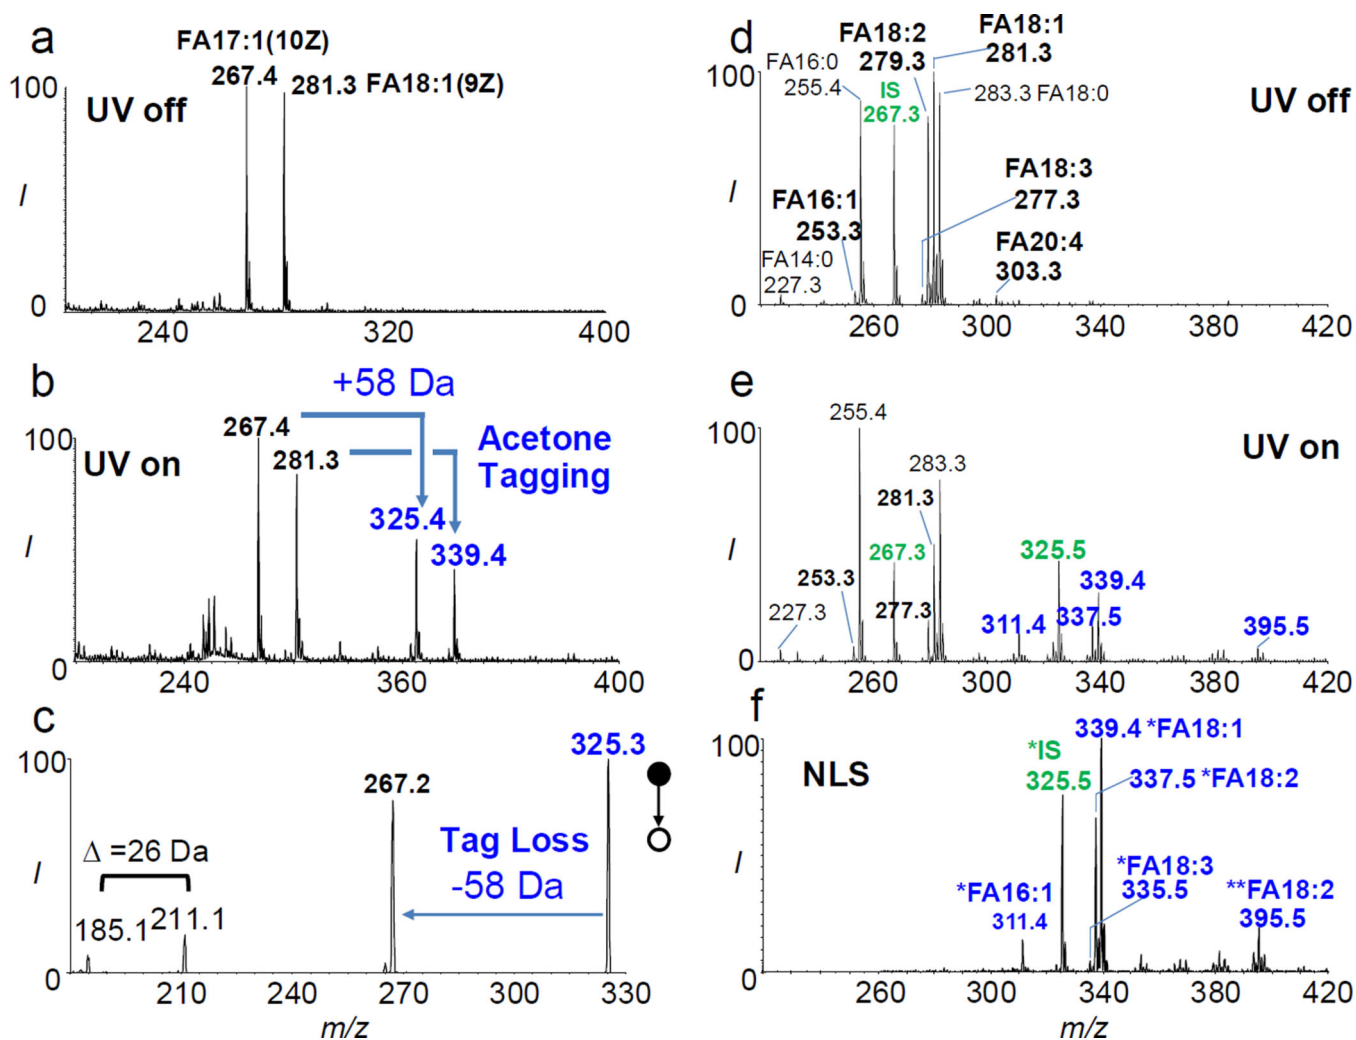 a
FA17:1(10Z)
267.4
281.3 FA18:1(9Z)
100
UV off
I
0
240
320
400
b
+58 Da
267.4
100
UV on
281.3
Acetone
Tagging
325.4
339.4
I
0
240
360
400
c
325.3
100
267.2
Tag Loss
-58 Da
Δ =26 Da
I
185.1
211.1
0
210
240
270
300
330
m/z
d
FA18:2
279.3
FA18:1
281.3
FA16:0
255.4
100
IS
267.3
283.3 FA18:0
UV off
FA18:3
277.3
I
FA16:1
253.3
FA20:4
303.3
FA14:0
227.3
0
260
300
340
385
420
e
255.4
100
UV on
283.3
281.3
I
267.3
325.5
339.4
253.3
277.3
227.3
311.4
337.5
395.5
0
260
300
340
380
420
f
339.4 *FA18:1
100
NLS
*IS
325.5
337.5 *FA18:2
I
*FA18:3
335.5
*FA16:1
311.4
**FA18:2
395.5
0
260
300
340
380
420
m/z